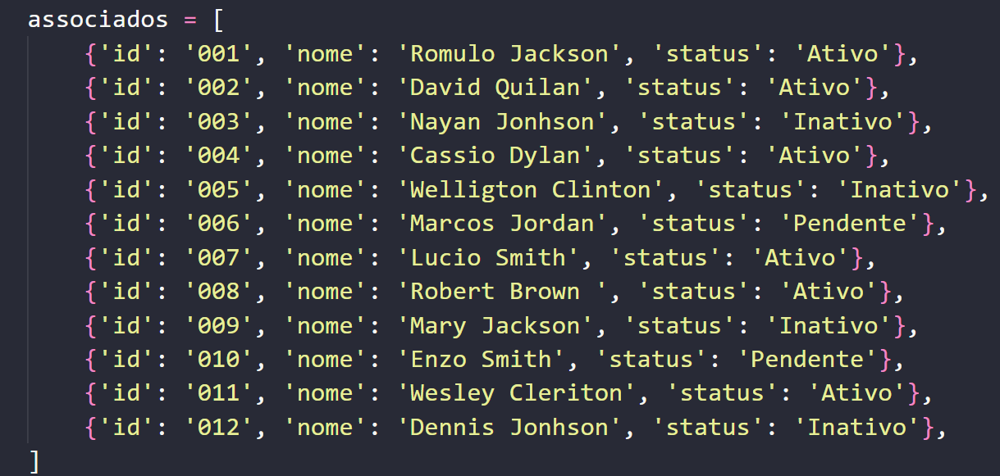 associados = [
    {'id': '001', 'nome': 'Romulo Jackson', 'status': 'Ativo'},
    {'id': '002', 'nome': 'David Quilan', 'status': 'Ativo'},
    {'id': '003', 'nome': 'Nayan Jonhson', 'status': 'Inativo'},
    {'id': '004', 'nome': 'Cassio Dylan', 'status': 'Ativo'},
    {'id': '005', 'nome': 'Welligton Clinton', 'status': 'Inativo'},
    {'id': '006', 'nome': 'Marcos Jordan', 'status': 'Pendente'},
    {'id': '007', 'nome': 'Lucio Smith', 'status': 'Ativo'},
    {'id': '008', 'nome': 'Robert Brown ', 'status': 'Ativo'},
    {'id': '009', 'nome': 'Mary Jackson', 'status': 'Inativo'},
    {'id': '010', 'nome': 'Enzo Smith', 'status': 'Pendente'},
    {'id': '011', 'nome': 'Wesley Cleriton', 'status': 'Ativo'},
    {'id': '012', 'nome': 'Dennis Jonhson', 'status': 'Inativo'},
]